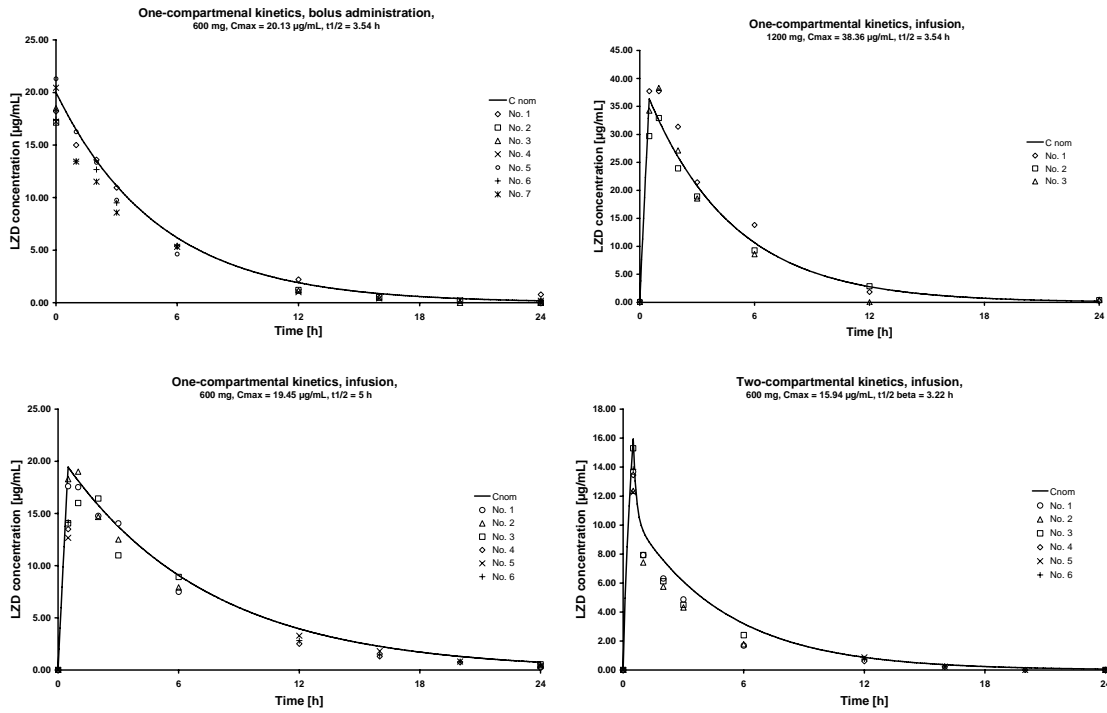 One-compartmenal kinetics, bolus administration,
600 mg, Cmax = 20.13 µg/mL, t1/2 = 3.54 h
25.00
20.00
15.00
10.00
5.00
0.00
LZD concentration [µg/mL]
0
6
12
18
24
Time [h]
C nom
No. 1
No. 2
No. 3
No. 4
No. 5
No. 6
No. 7
One-compartmental kinetics, infusion,
1200 mg, Cmax = 38.36 µg/mL, t1/2 = 3.54 h
45.00
40.00
35.00
30.00
25.00
20.00
15.00
10.00
5.00
0.00
LZD concentration [µg/mL]
0
6
12
18
24
Time [h]
C nom
No. 1
No. 2
No. 3
One-compartmental kinetics, infusion,
600 mg, Cmax = 19.45 µg/mL, t1/2 = 5 h
25.00
20.00
15.00
10.00
5.00
0.00
LZD concentration [µg/mL]
0
6
12
18
24
Time [h]
Cnom
No. 1
No. 2
No. 3
No. 4
No. 5
No. 6
Two-compartmental kinetics, infusion,
600 mg, Cmax = 15.94 µg/mL, t1/2 beta = 3.22 h
18.00
16.00
14.00
12.00
10.00
8.00
6.00
4.00
2.00
0.00
LZD concentration [µg/mL]
0
6
12
18
24
Time [h]
Cnom
No. 1
No. 2
No. 3
No. 4
No. 5
No. 6